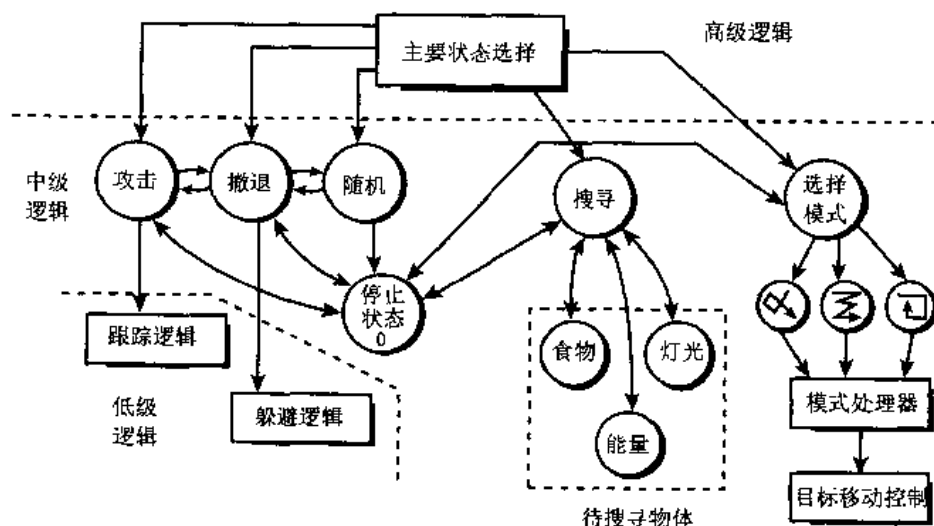 高级逻辑
主要状态选择
中级
逻辑
攻击
撤退
随机
搜寻
选择
模式
停止
状态
0
跟踪逻辑
食物
灯光
低级
逻辑
躲避逻辑
能量
模式处理器
目标移动控制
待搜寻物体